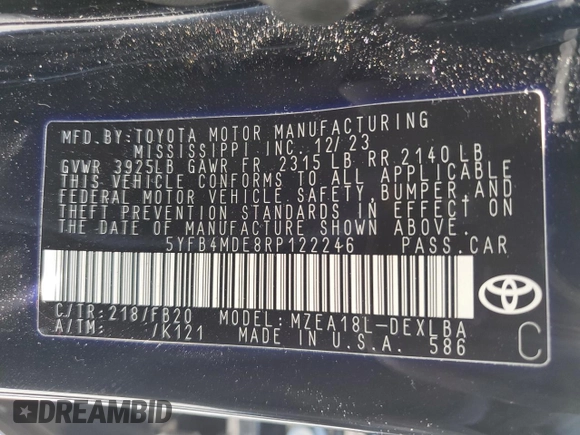 MFD. BY: TOYOTA MOTOR MANUFACTURING
MISSISSIPPI, INC. 12/23
GVWR 3925LB GAWR FR 2315 LB RR 2140 LB
THIS VEHICLE CONFORMS TO ALL APPLICABLE
FEDERAL MOTOR VEHICLE SAFETY, BUMPER, AND
THEFT PREVENTION STANDARDS IN EFFECT ON
THE DATE OF MANUFACTURE SHOWN ABOVE.
5YFB4MDE8RP122246 PASS. CAR
C/TR: 218/FB20 MODEL: MZEA18L-DEXLBA
A/TM: /K121 MADE IN U.S.A. 586
C
DREAMBID